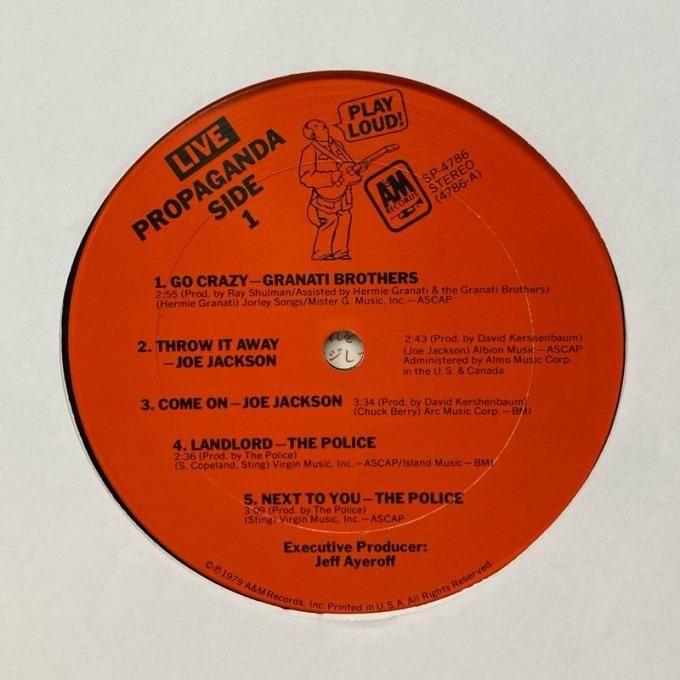 LIVE
PROPAGANDA
SIDE
1
PLAY
LOUD!
A&M
RECORDS
SP-4786
STEREO
(4786-A)
1. GO CRAZY—GRANATI BROTHERS
2:55 (Prod. by Ray Shulman/Assisted by Hermie Granati & the Granati Brothers)
(Hermie Granati) Jorley Songs/Mister G. Music, Inc.—ASCAP
2. THROW IT AWAY
—JOE JACKSON
2:43 (Prod. by David Kershenbaum)
(Joe Jackson) Albion Music—ASCAP
Administered by Almo Music Corp.
in the U.S. & Canada
3. COME ON—JOE JACKSON 3:34 (Prod. by David Kershenbaum)
(Chuck Berry) Arc Music Corp.—BMI
4. LANDLORD—THE POLICE
2:36 (Prod. by The Police)
(S. Copeland, Sting) Virgin Music, Inc.—ASCAP/Island Music—BMI
5. NEXT TO YOU—THE POLICE
3:09 (Prod. by The Police)
(Sting) Virgin Music, Inc.—ASCAP
Executive Producer:
Jeff Ayeroff
©℗1979 A&M Records, Inc. Printed in U.S.A. All Rights Reserved.